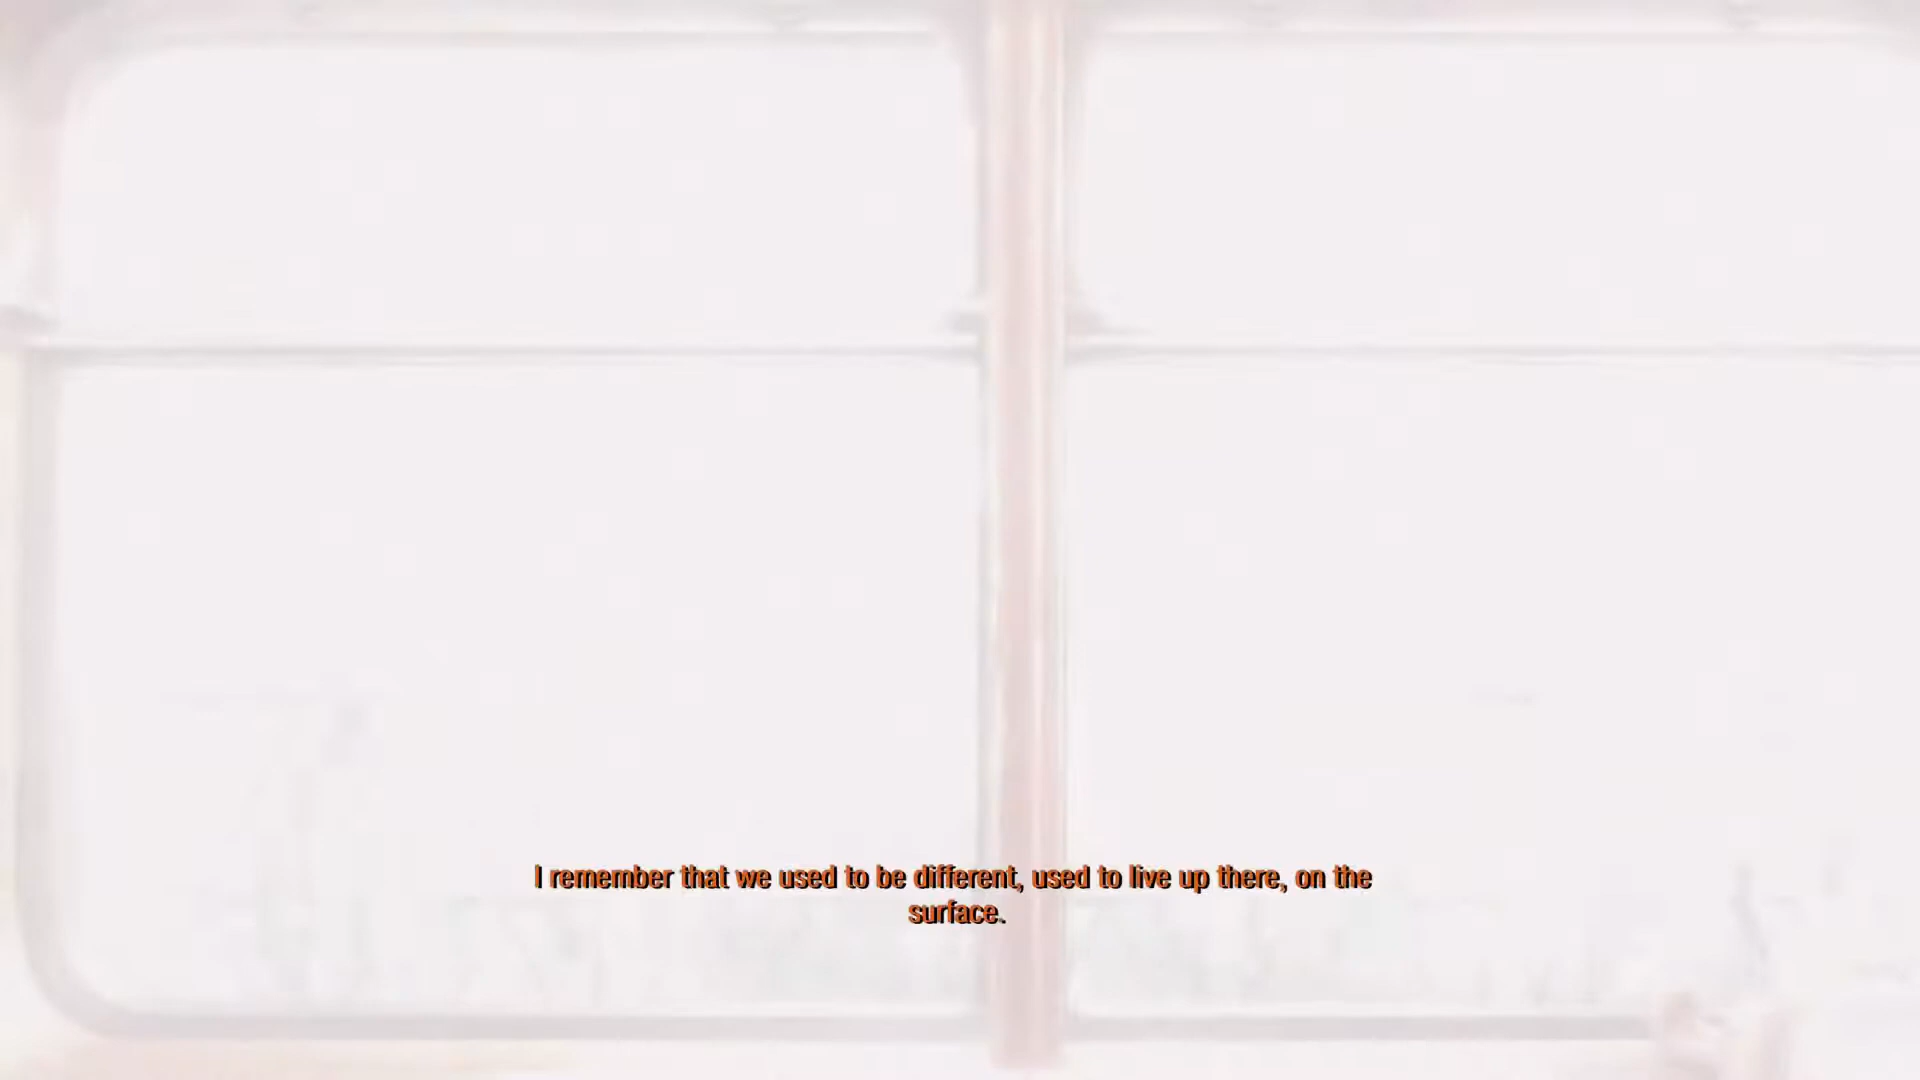 I remember that we used to be different, used to live up there, on the
surface.